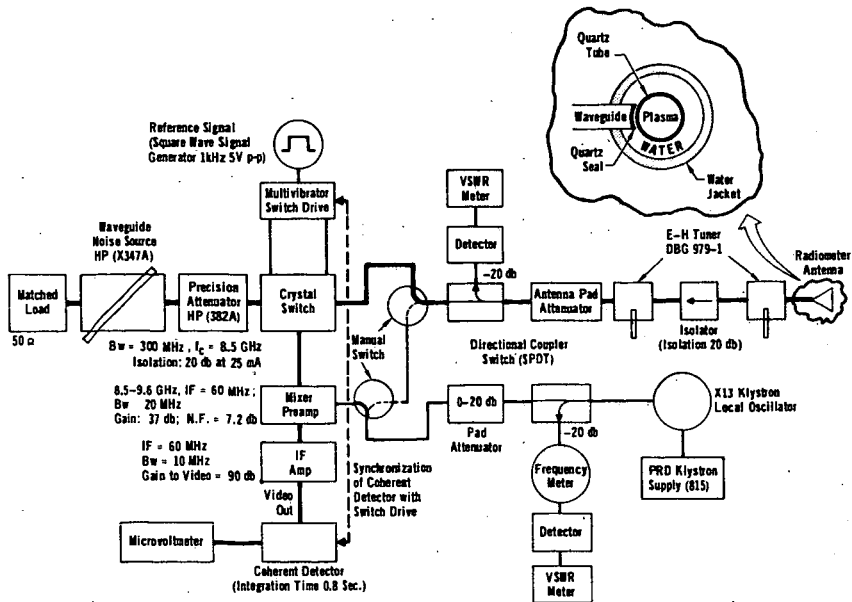 Quartz
Tube
Waveguide
Plasma
WATER
Quartz
Seal
Water
Jacket
Reference Signal
(Square Wave Signal
Generator 1kHz 5V p-p)
Multivibrator
Switch Drive
VSWR
Meter
Detector
-20 db
Waveguide
Noise Source
HP (X347A)
E-H Tuner
DBG 979-1
Radiometer
Antenna
Matched
Load
50 Ω
Precision
Attenuator
HP (382A)
Crystal
Switch
Antenna Pad
Attenuator
Isolator
(Isolation 20 db)
Bw = 300 MHz, fc = 8.5 GHz
Isolation: 20 db at 25 mA
Manual
Switch
Directional Coupler
Switch (SPDT)
8.5-9.6 GHz, IF = 60 MHz;
Bw 20 MHz
Gain: 37 db; N.F. = 7.2 db
Mixer
Preamp
0-20 db
Pad
Attenuator
-20 db
X13 Klystron
Local Oscillator
IF = 60 MHz
Bw = 10 MHz
Gain to Video = 90 db
IF
Amp
Synchronization
of Coherent
Detector with
Switch Drive
Frequency
Meter
PRD Klystron
Supply (815)
Video
Out
Microvoltmeter
Coherent Detector
(Integration Time 0.8 Sec.)
Detector
VSWR
Meter